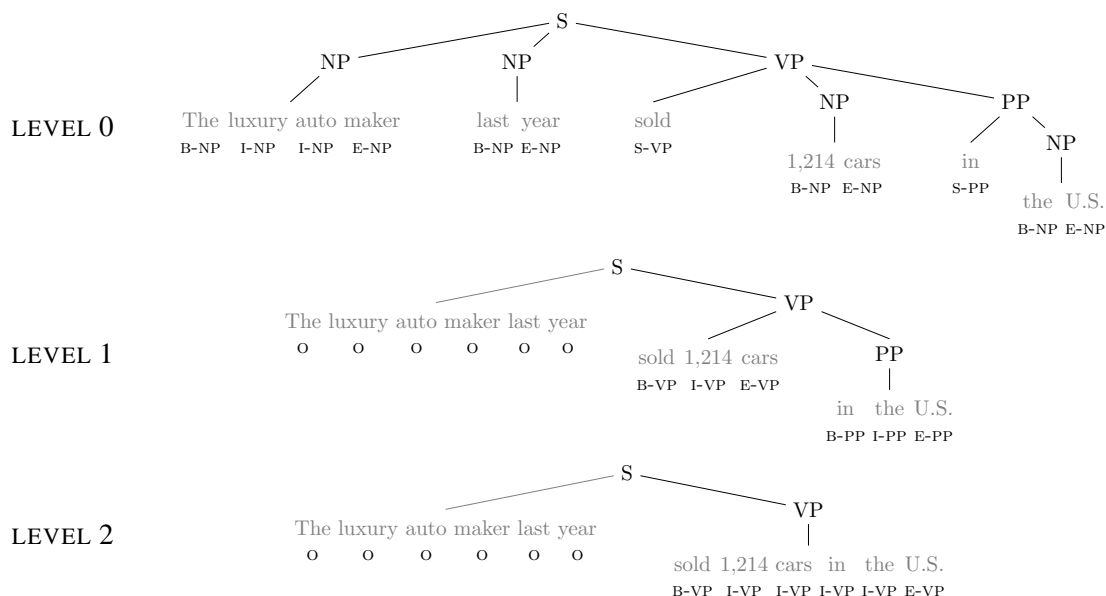 S
NP NP VP
NP PP
LEVEL 0 The luxury auto maker last year sold
B-NP I-NP I-NP E-NP B-NP E-NP S-VP
NP
1,214 cars in
B-NP E-NP S-PP
the U.S.
B-NP E-NP
S
VP
The luxury auto maker last year
LEVEL 1 O O O O O O
sold 1,214 cars PP
B-VP I-VP E-VP
in the U.S.
B-PP I-PP E-PP
S
VP
The luxury auto maker last year
LEVEL 2 O O O O O O
sold 1,214 cars in the U.S.
B-VP I-VP I-VP I-VP I-VP E-VP